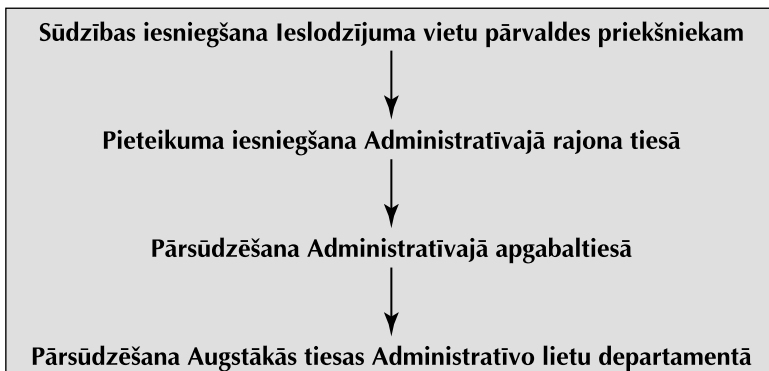 Sūdzības iesniegšana Ieslodzījuma vietu pārvaldes priekšniekam
Pieteikuma iesniegšana Administratīvajā rajona tiesā
Pārsūdzēšana Administratīvajā apgabaltiesā
Pārsūdzēšana Augstākās tiesas Administratīvo lietu departamentā